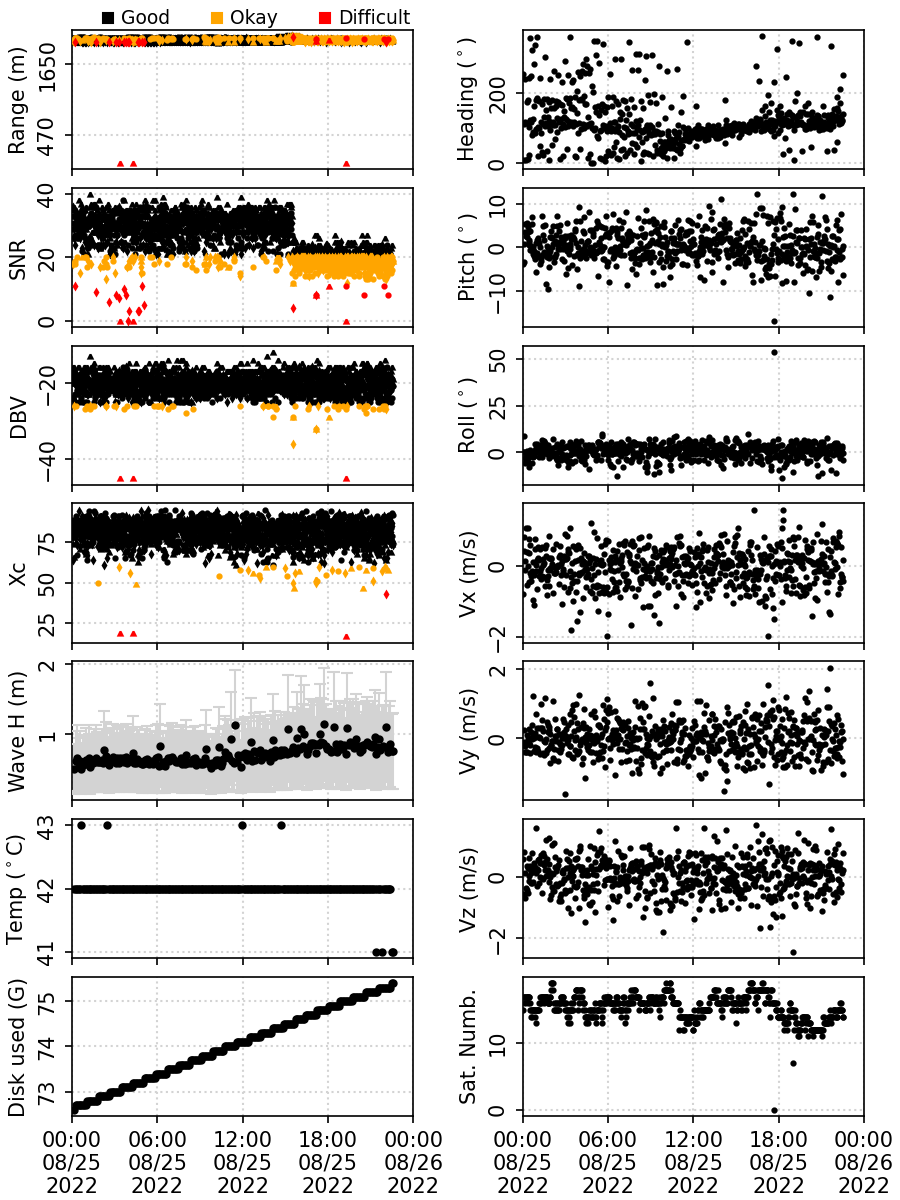 Good Okay Difficult
Range (m)
1650
470
Heading (°)
200
0
SNR
40
20
0
Pitch (°)
10
0
−10
DBV
−20
−40
Roll (°)
50
25
0
Xc
75
50
25
Vx (m/s)
0
−2
Wave H (m)
2
1
Vy (m/s)
2
0
Temp (°C)
43
42
41
Vz (m/s)
0
−2
Disk used (G)
75
74
73
Sat. Numb.
10
0
00:00 06:00 12:00 18:00 00:00
08/25 08/25 08/25 08/25 08/26
2022 2022 2022 2022 2022
00:00 06:00 12:00 18:00 00:00
08/25 08/25 08/25 08/25 08/26
2022 2022 2022 2022 2022